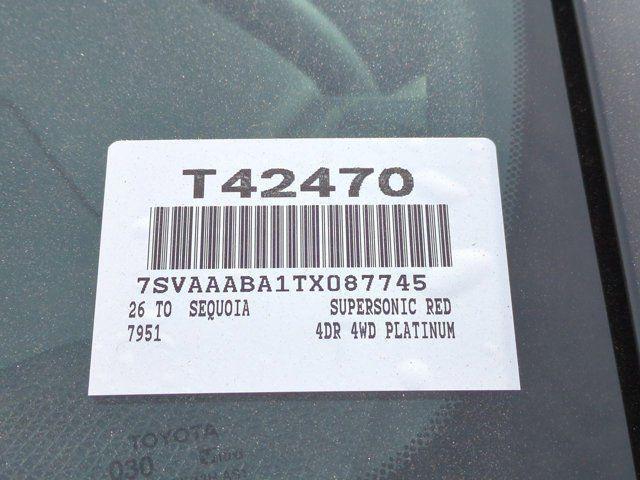 T42470
7SVAAABA1TX087745
26 TO SEQUOIA SUPERSONIC RED
7951 4DR 4WD PLATINUM
TOYOTA
030